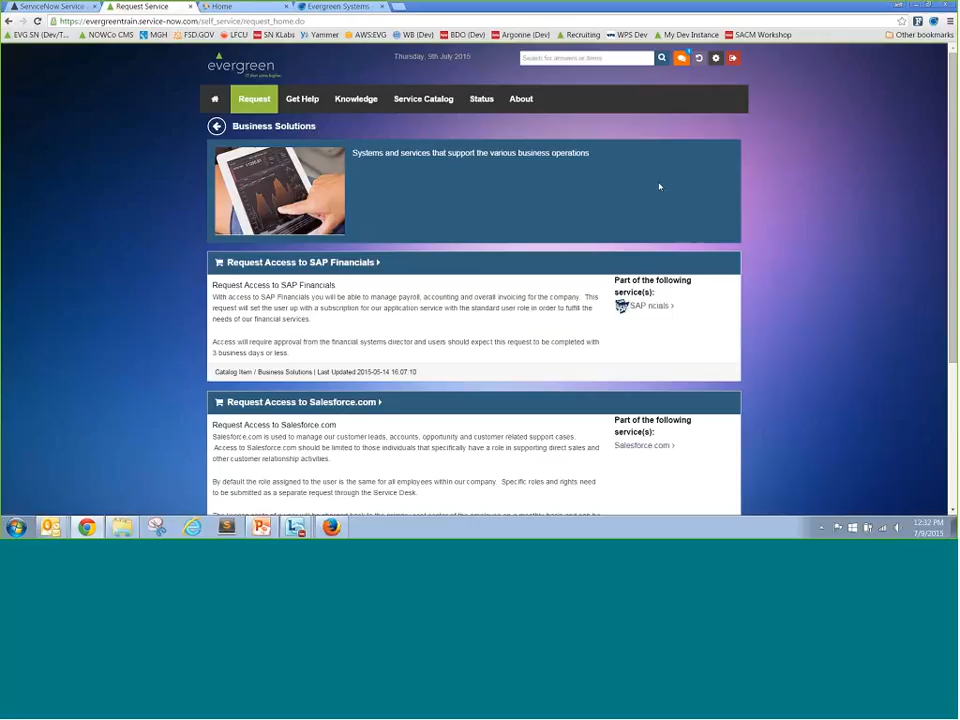 ServiceNow Service
Request Service
Home
Evergreen Systems
https://evergreentrain.service-now.com/self_service/request_home.do
EVG SN (Dev/T...
NOWCo CMS
MGH
FSD.GOV
LFCU
SN KLabs
Yammer
AWS:EVG
WB (Dev)
BDO (Dev)
Argonne (Dev)
Recruiting
WPS Dev
My Dev Instance
SACM Workshop
Other bookmarks
evergreen
Thursday, 9th July 2015
Search for answers or items
Request
Get Help
Knowledge
Service Catalog
Status
About
Business Solutions
Systems and services that support the various business operations
Request Access to SAP Financials
Request Access to SAP Financials
With access to SAP Financials you will be able to manage payroll, accounting and overall invoicing for the company. This
request will set the user up with a subscription for our application service with the standard user role in order to fulfill the
needs of our financial services.
Access will require approval from the financial systems director and users should expect this request to be completed with
3 business days or less.
Part of the following
service(s):
SAP ncials
Catalog Item / Business Solutions | Last Updated 2015-05-14 16:07:10
Request Access to Salesforce.com
Request Access to Salesforce.com
Salesforce.com is used to manage our customer leads, accounts, opportunity and customer related support cases.
Access to Salesforce.com should be limited to those individuals that specifically have a role in supporting direct sales and
other customer relationship activities.
By default the role assigned to the user is the same for all employees within our company. Specific roles and rights need
to be submitted as a separate request through the Service Desk.
Part of the following
service(s):
Salesforce.com
12:32 PM
7/9/2015